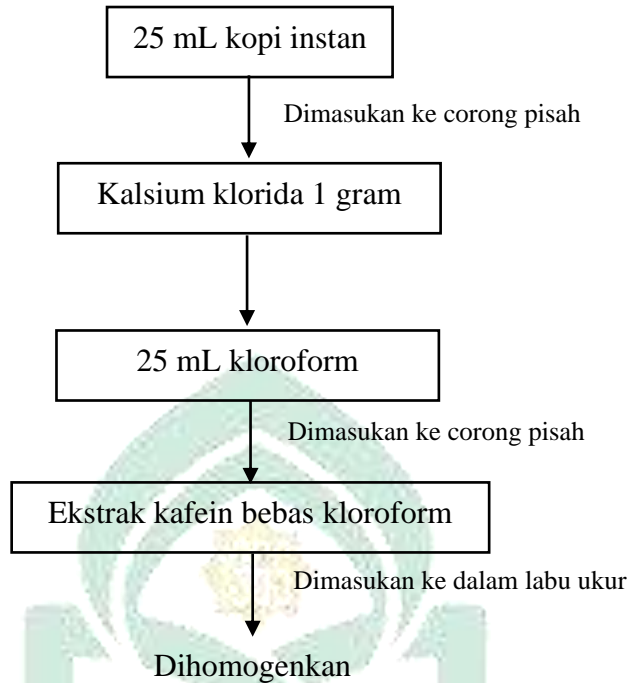 25 mL kopi instan
Dimasukan ke corong pisah
Kalsium klorida 1 gram
25 mL kloroform
Dimasukan ke corong pisah
Ekstrak kafein bebas kloroform
Dimasukan ke dalam labu ukur
Dihomogenkan